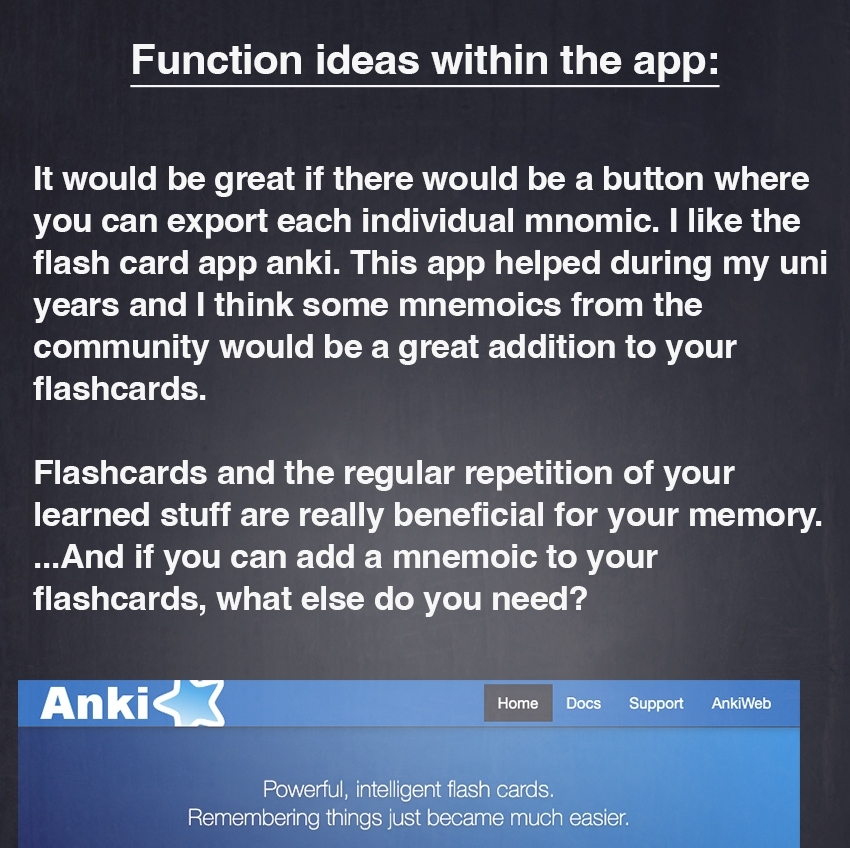 Function ideas within the app:
It would be great if there would be a button where
you can export each individual mnomic. I like the
flash card app anki. This app helped during my uni
years and I think some mnemoics from the
community would be a great addition to your
flashcards.
Flashcards and the regular repetition of your
learned stuff are really beneficial for your memory.
...And if you can add a mnemoic to your
flashcards, what else do you need?
Anki
Home Docs Support AnkiWeb
Powerful, intelligent flash cards.
Remembering things just became much easier.